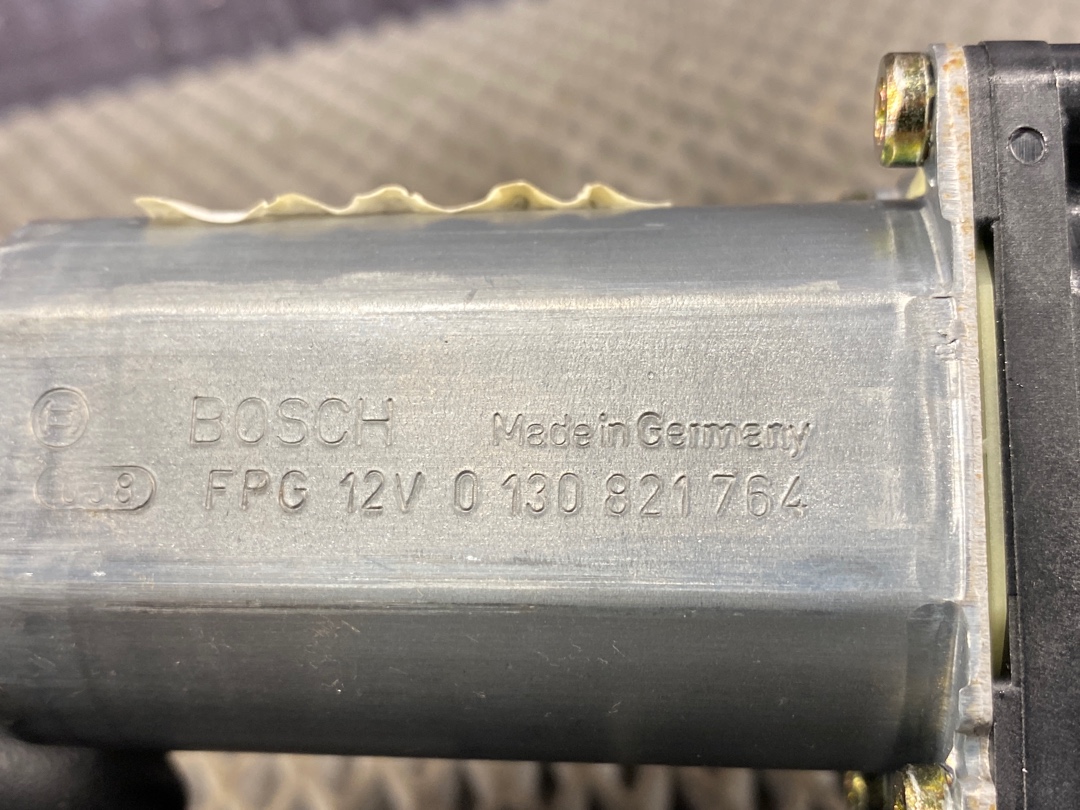 BOSCH Made in Germany
FPG 12V 0 130 821 764